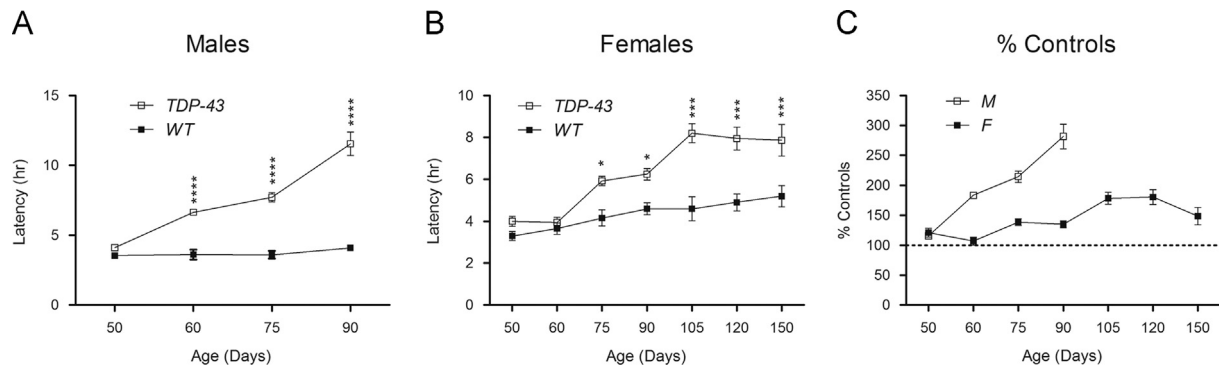 A
Males
TDP-43
WT
15
10
5
0
Latency (hr)
****
****
****
50 60 75 90
Age (Days)
B
Females
TDP-43
WT
10
8
6
4
2
0
Latency (hr)
*
*
***
***
***
50 60 75 90 105 120 150
Age (Days)
C
% Controls
M
F
350
300
250
200
150
100
50
0
% Controls
50 60 75 90 105 120 150
Age (Days)